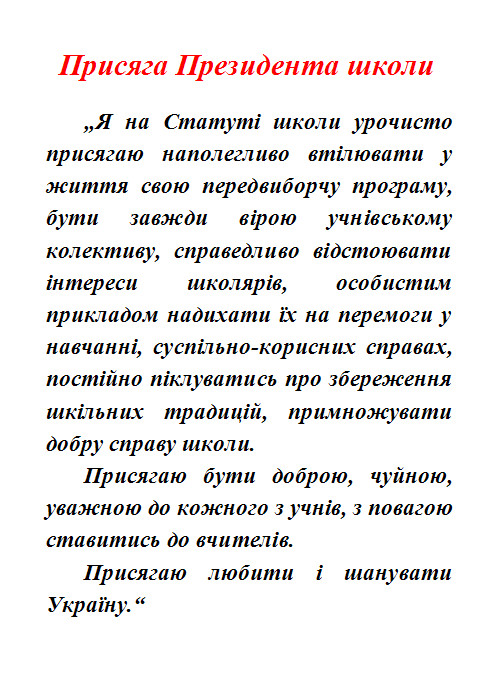 Присяга Президента школи
„Я на Статуті школи урочисто
присягаю наполегливо втілювати у
життя свою передвиборчу програму,
бути завжди вірою учнівському
колективу, справедливо відстоювати
інтереси школярів, особистим
прикладом надихати їх на перемоги у
навчанні, суспільно-корисних справах,
постійно піклуватись про збереження
шкільних традицій, примножувати
добру справу школи.
Присягаю бути доброю, чуйною,
уважною до кожного з учнів, з повагою
ставитись до вчителів.
Присягаю любити і шанувати
Україну.“